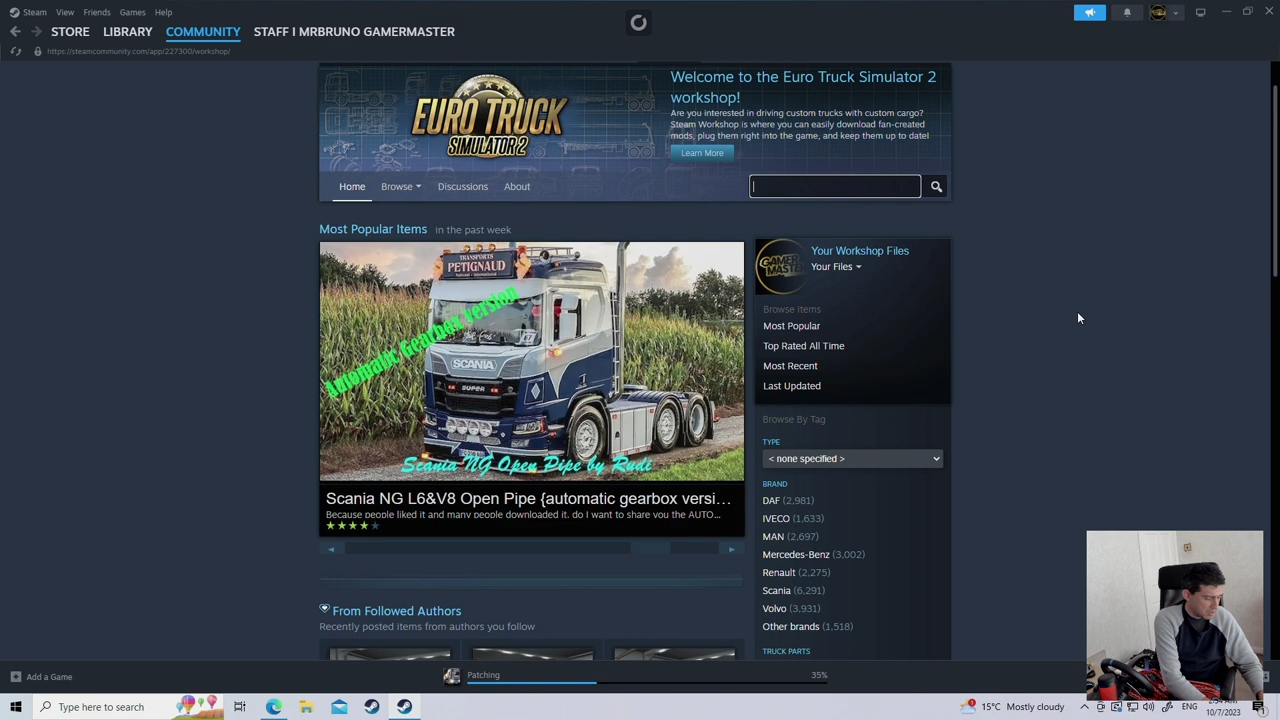 Steam View Friends Games Help
STORE LIBRARY COMMUNITY STAFF I MRBRUNO GAMERMASTER
https://steamcommunity.com/app/227300/workshop/
EURO TRUCK
SIMULATOR 2
Welcome to the Euro Truck Simulator 2
workshop!
Are you interested in driving custom trucks with custom cargo?
Steam Workshop is where you can easily download fan-created
mods, plug them right into the game, and keep them up to date!
Learn More
Home Browse Discussions About
Most Popular Items in the past week
TRANSPORTS
PETIGNAUD
Automatic Gearbox version
SCANIA
SUPER
Scania NG Open Pipe by Rudi
Scania NG L6&V8 Open Pipe {automatic gearbox versi...
Because people liked it and many people downloaded it. do I want to share you the AUTO...
GAMER
MASTER
Your Workshop Files
Your Files
Browse Items
Most Popular
Top Rated All Time
Most Recent
Last Updated
Browse By Tag
TYPE
< none specified >
BRAND
DAF (2,981)
IVECO (1,633)
MAN (2,697)
Mercedes-Benz (3,002)
Renault (2,275)
Scania (6,291)
Volvo (3,931)
Other brands (1,518)
TRUCK PARTS
From Followed Authors
Recently posted items from authors you follow
Add a Game
Patching 35%
Type here to search
15°C Mostly cloudy
ENG
10/7/2023